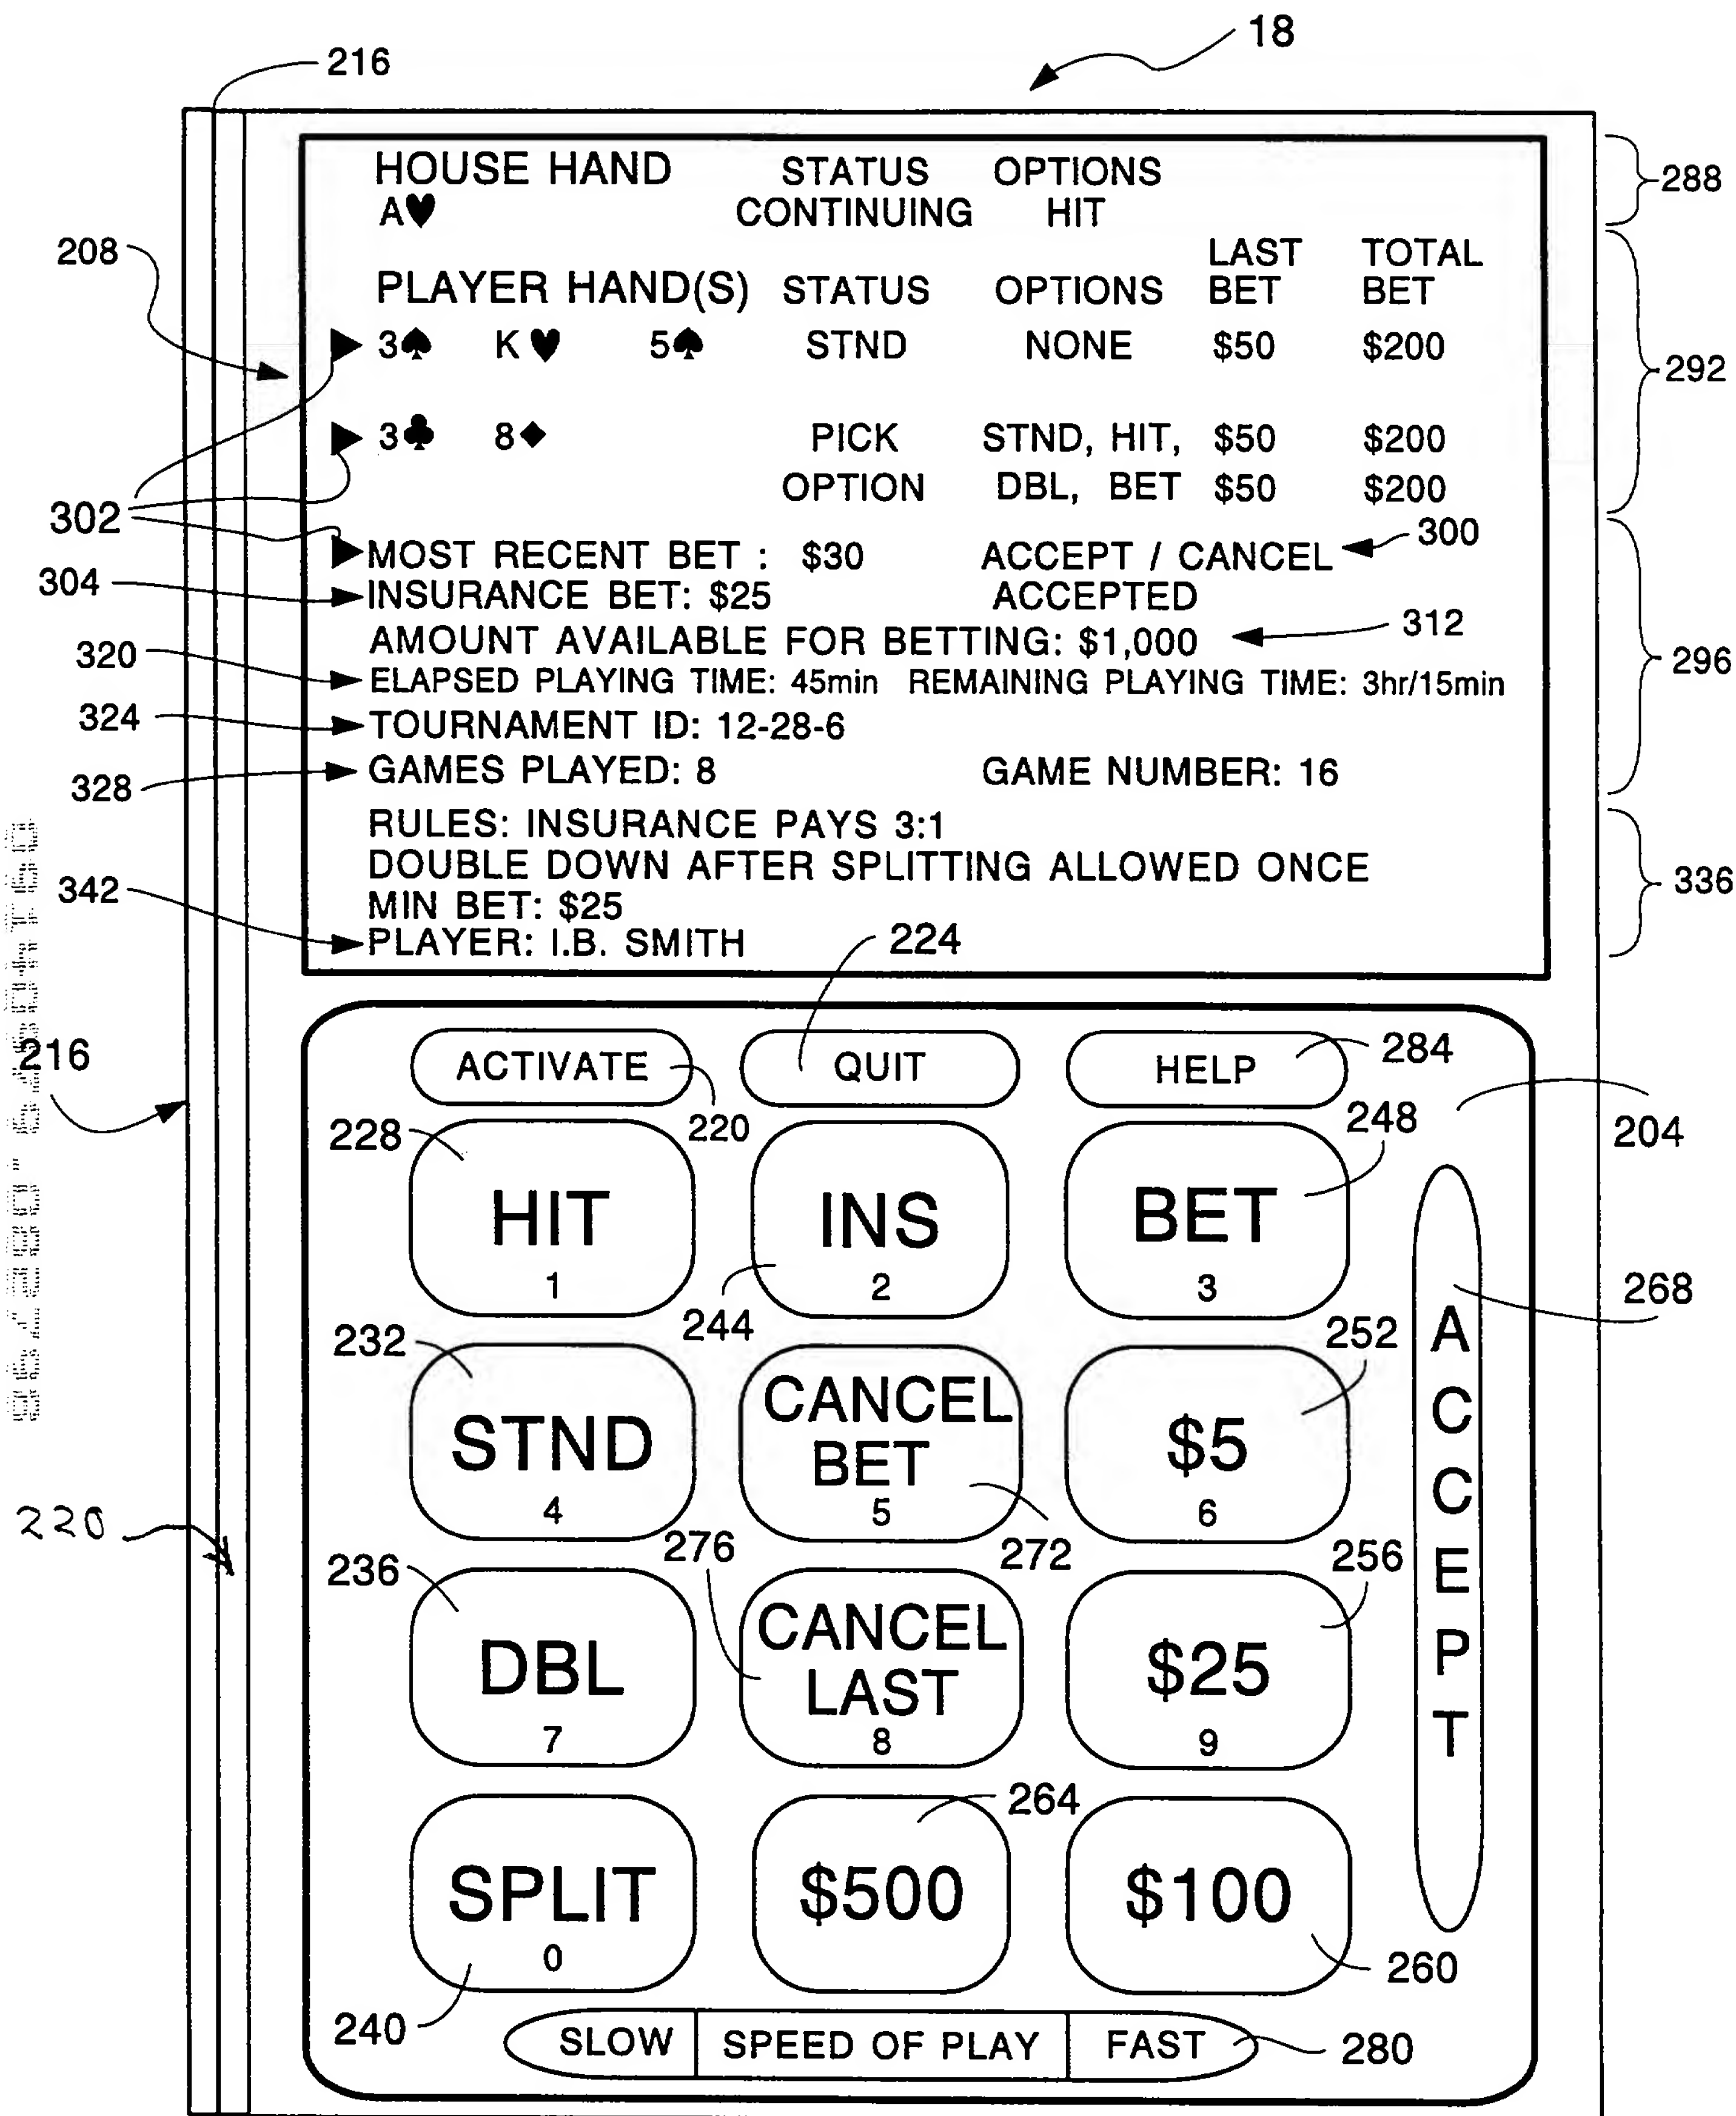 18
216
HOUSE HAND STATUS OPTIONS
A♥ CONTINUING HIT
288
208
LAST TOTAL
PLAYER HAND(S) STATUS OPTIONS BET BET
▶ 3♠ K♥ 5♠ STND NONE $50 $200
292
▶ 3♣ 8♦ PICK STND, HIT, $50 $200
OPTION DBL, BET $50 $200
302
300
▶ MOST RECENT BET : $30 ACCEPT / CANCEL
304
INSURANCE BET: $25 ACCEPTED
312
AMOUNT AVAILABLE FOR BETTING: $1,000
320
296
ELAPSED PLAYING TIME: 45min REMAINING PLAYING TIME: 3hr/15min
324
TOURNAMENT ID: 12-28-6
328
GAMES PLAYED: 8 GAME NUMBER: 16
RULES: INSURANCE PAYS 3:1
DOUBLE DOWN AFTER SPLITTING ALLOWED ONCE
342
336
MIN BET: $25
PLAYER: I.B. SMITH
224
216
ACTIVATE QUIT HELP
284
228
220
248
204
HIT INS BET
1 2 3
244
268
232
252
ACCEPT
CANCEL
STND BET $5
4 5 6
220
276
272
256
236
CANCEL
DBL LAST $25
7 8 9
264
SPLIT $500 $100
0
260
240
SLOW SPEED OF PLAY FAST
280